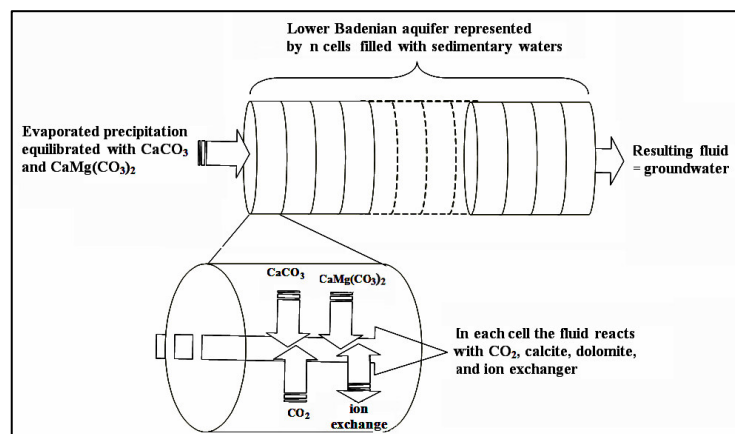 Lower Badenian aquifer represented
by n cells filled with sedimentary waters
Evaporated precipitation
equilibrated with CaCO₃
and CaMg(CO₃)₂
Resulting fluid
= groundwater
CaCO₃
CaMg(CO₃)₂
In each cell the fluid reacts
with CO₂, calcite, dolomite,
and ion exchanger
CO₂
ion
exchange